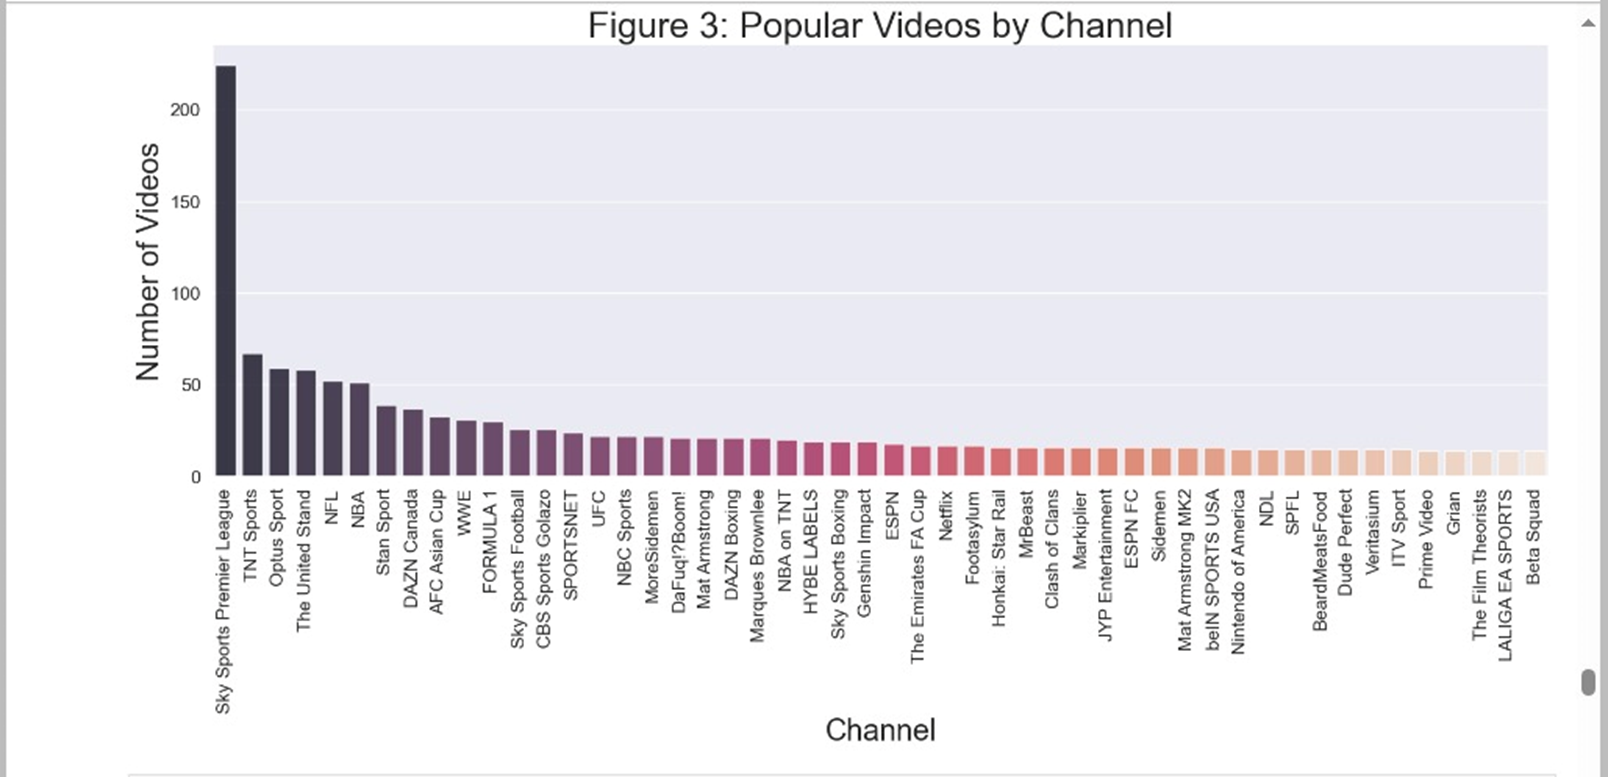 Figure 3: Popular Videos by Channel
Number of Videos
200
150
100
50
0
Sky Sports Premier League
TNT Sports
Optus Sport
The United Stand
NFL
NBA
Stan Sport
DAZN Canada
AFC Asian Cup
WWE
FORMULA 1
Sky Sports Football
CBS Sports Golazo
SPORTSNET
UFC
NBC Sports
MoreSidemen
DaFuq!?Boom!
Mat Armstrong
DAZN Boxing
Marques Brownlee
NBA on TNT
HYBE LABELS
Sky Sports Boxing
Genshin Impact
ESPN
The Emirates FA Cup
Netflix
Footasylum
Honkai: Star Rail
MrBeast
Clash of Clans
Markiplier
JYP Entertainment
ESPN FC
Sidemen
Mat Armstrong MK2
beIN SPORTS USA
Nintendo of America
NDL
SPFL
BeardMeatsFood
Dude Perfect
Veritasium
ITV Sport
Prime Video
Grian
The Film Theorists
LALIGA EA SPORTS
Beta Squad
Channel